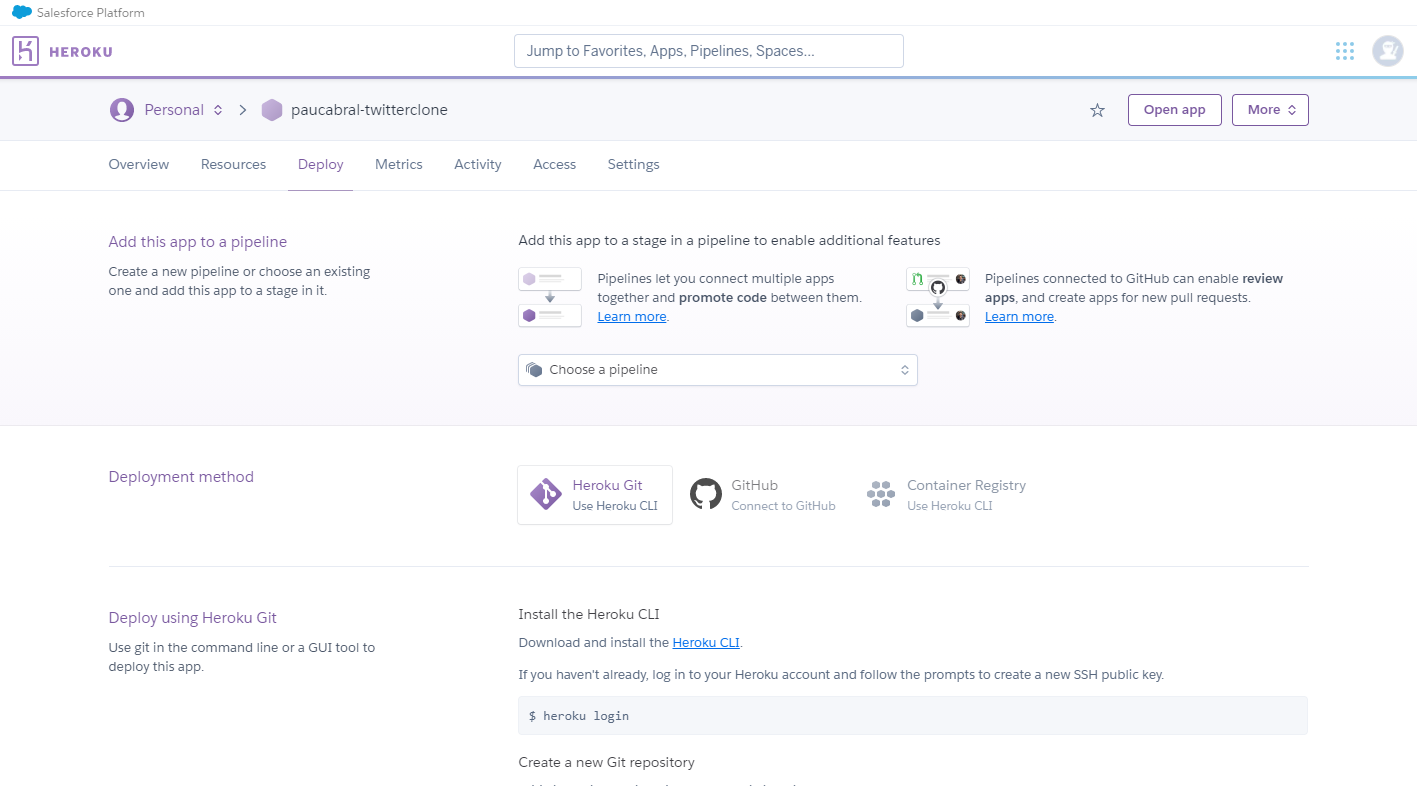 Salesforce Platform
HEROKU
Jump to Favorites, Apps, Pipelines, Spaces...
Personal
paucabral-twitterclone
Open app
More
Overview
Resources
Deploy
Metrics
Activity
Access
Settings
Add this app to a pipeline
Create a new pipeline or choose an existing
one and add this app to a stage in it.
Add this app to a stage in a pipeline to enable additional features
Pipelines let you connect multiple apps
together and promote code between them.
Learn more.
Pipelines connected to GitHub can enable review
apps, and create apps for new pull requests.
Learn more.
Choose a pipeline
Deployment method
Heroku Git
Use Heroku CLI
GitHub
Connect to GitHub
Container Registry
Use Heroku CLI
Deploy using Heroku Git
Use git in the command line or a GUI tool to
deploy this app.
Install the Heroku CLI
Download and install the Heroku CLI.
If you haven't already, log in to your Heroku account and follow the prompts to create a new SSH public key.
$ heroku login
Create a new Git repository